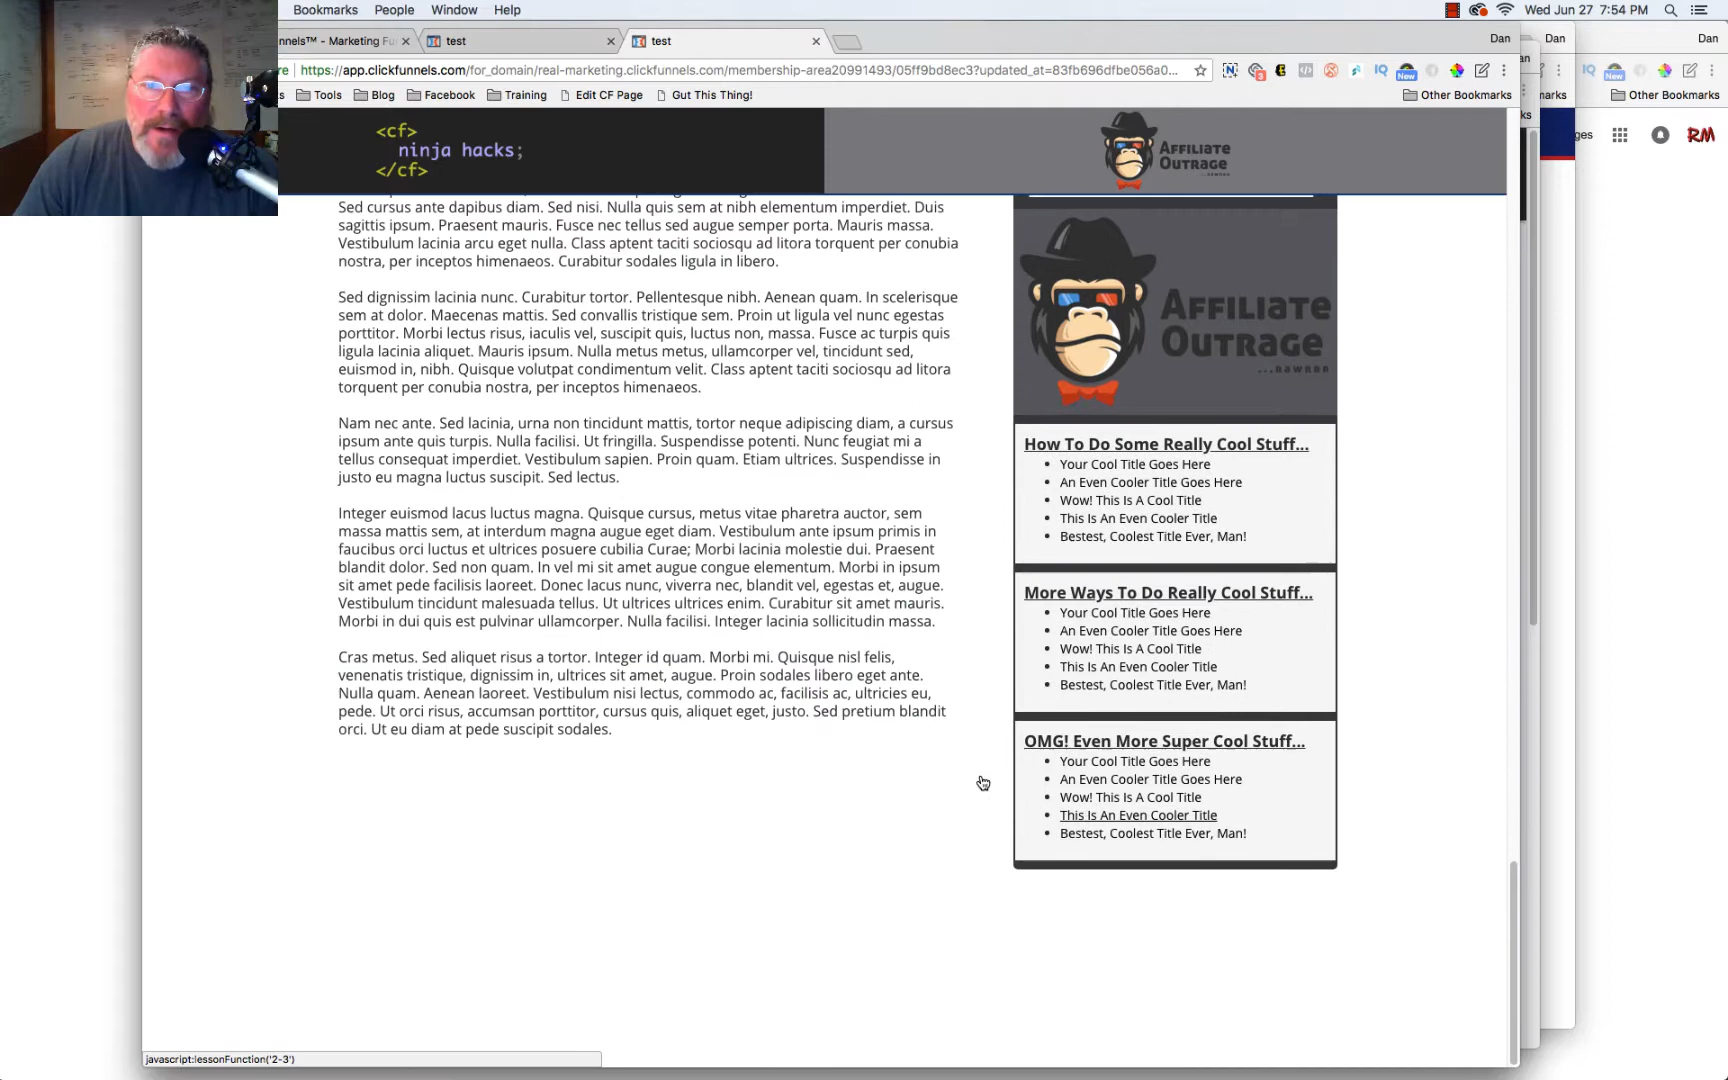 Bookmarks People Window Help
Wed Jun 27 7:54 PM
nnels™ - Marketing Fu
test
test
Dan
Dan
Dan
https://app.clickfunnels.com/for_domain/real-marketing.clickfunnels.com/membership-area20991493/05ff9bd8ec3?updated_at=83fb696dfbe056a0...
New
New
Tools Blog Facebook Training Edit CF Page Gut This Thing!
Other Bookmarks
Other Bookmarks
<cf>
ninja hacks;
</cf>
Affiliate
Outrage
RM
Sed cursus ante dapibus diam. Sed nisi. Nulla quis sem at nibh elementum imperdiet. Duis
sagittis ipsum. Praesent mauris. Fusce nec tellus sed augue semper porta. Mauris massa.
Vestibulum lacinia arcu eget nulla. Class aptent taciti sociosqu ad litora torquent per conubia
nostra, per inceptos himenaeos. Curabitur sodales ligula in libero.
Sed dignissim lacinia nunc. Curabitur tortor. Pellentesque nibh. Aenean quam. In scelerisque
sem at dolor. Maecenas mattis. Sed convallis tristique sem. Proin ut ligula vel nunc egestas
porttitor. Morbi lectus risus, iaculis vel, suscipit quis, luctus non, massa. Fusce ac turpis quis
ligula lacinia aliquet. Mauris ipsum. Nulla metus metus, ullamcorper vel, tincidunt sed,
euismod in, nibh. Quisque volutpat condimentum velit. Class aptent taciti sociosqu ad litora
torquent per conubia nostra, per inceptos himenaeos.
Nam nec ante. Sed lacinia, urna non tincidunt mattis, tortor neque adipiscing diam, a cursus
ipsum ante quis turpis. Nulla facilisi. Ut fringilla. Suspendisse potenti. Nunc feugiat mi a
tellus consequat imperdiet. Vestibulum sapien. Proin quam. Etiam ultrices. Suspendisse in
justo eu magna luctus suscipit. Sed lectus.
Integer euismod lacus luctus magna. Quisque cursus, metus vitae pharetra auctor, sem
massa mattis sem, at interdum magna augue eget diam. Vestibulum ante ipsum primis in
faucibus orci luctus et ultrices posuere cubilia Curae; Morbi lacinia molestie dui. Praesent
blandit dolor. Sed non quam. In vel mi sit amet augue congue elementum. Morbi in ipsum
sit amet pede facilisis laoreet. Donec lacus nunc, viverra nec, blandit vel, egestas et, augue.
Vestibulum tincidunt malesuada tellus. Ut ultrices ultrices enim. Curabitur sit amet mauris.
Morbi in dui quis est pulvinar ullamcorper. Nulla facilisi. Integer lacinia sollicitudin massa.
Cras metus. Sed aliquet risus a tortor. Integer id quam. Morbi mi. Quisque nisl felis,
venenatis tristique, dignissim in, ultrices sit amet, augue. Proin sodales libero eget ante.
Nulla quam. Aenean laoreet. Vestibulum nisi lectus, commodo ac, facilisis ac, ultricies eu,
pede. Ut orci risus, accumsan porttitor, cursus quis, aliquet eget, justo. Sed pretium blandit
orci. Ut eu diam at pede suscipit sodales.
Affiliate
Outrage
...rawrrr
How To Do Some Really Cool Stuff...
Your Cool Title Goes Here
An Even Cooler Title Goes Here
Wow! This Is A Cool Title
This Is An Even Cooler Title
Bestest, Coolest Title Ever, Man!
More Ways To Do Really Cool Stuff...
Your Cool Title Goes Here
An Even Cooler Title Goes Here
Wow! This Is A Cool Title
This Is An Even Cooler Title
Bestest, Coolest Title Ever, Man!
OMG! Even More Super Cool Stuff...
Your Cool Title Goes Here
An Even Cooler Title Goes Here
Wow! This Is A Cool Title
This Is An Even Cooler Title
Bestest, Coolest Title Ever, Man!
javascript:lessonFunction('2-3')